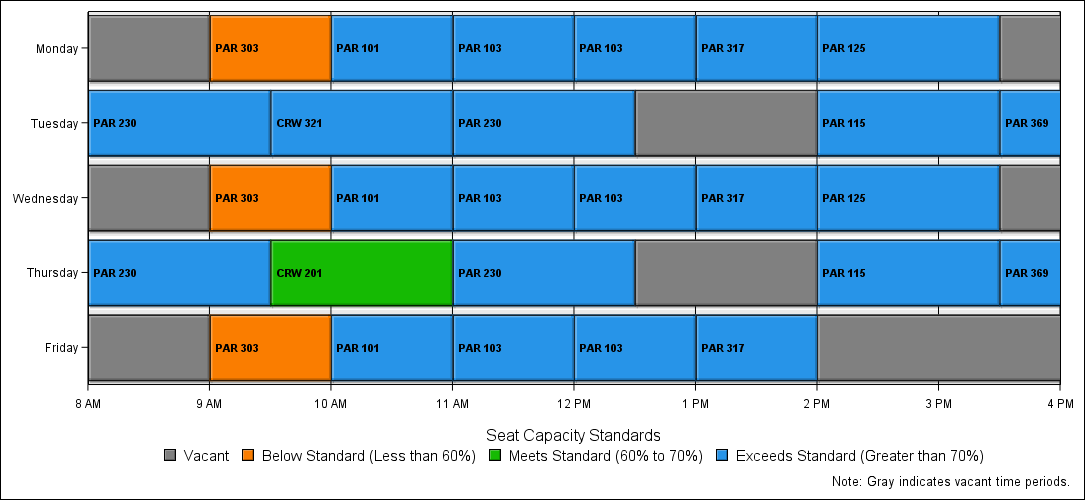 Monday PAR 303 PAR 101 PAR 103 PAR 103 PAR 317 PAR 125
Tuesday PAR 230 CRW 321 PAR 230 PAR 115 PAR 369
Wednesday PAR 303 PAR 101 PAR 103 PAR 103 PAR 317 PAR 125
Thursday PAR 230 CRW 201 PAR 230 PAR 115 PAR 369
Friday PAR 303 PAR 101 PAR 103 PAR 103 PAR 317
8 AM 9 AM 10 AM 11 AM 12 PM 1 PM 2 PM 3 PM 4 PM
Seat Capacity Standards
Vacant Below Standard (Less than 60%) Meets Standard (60% to 70%) Exceeds Standard (Greater than 70%)
Note: Gray indicates vacant time periods.